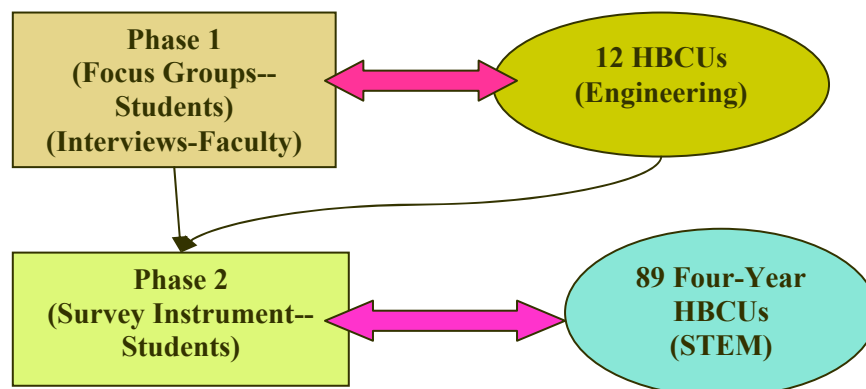 Phase 1
(Focus Groups--
Students)
(Interviews-Faculty)
12 HBCUs
(Engineering)
Phase 2
(Survey Instrument--
Students)
89 Four-Year
HBCUs
(STEM)